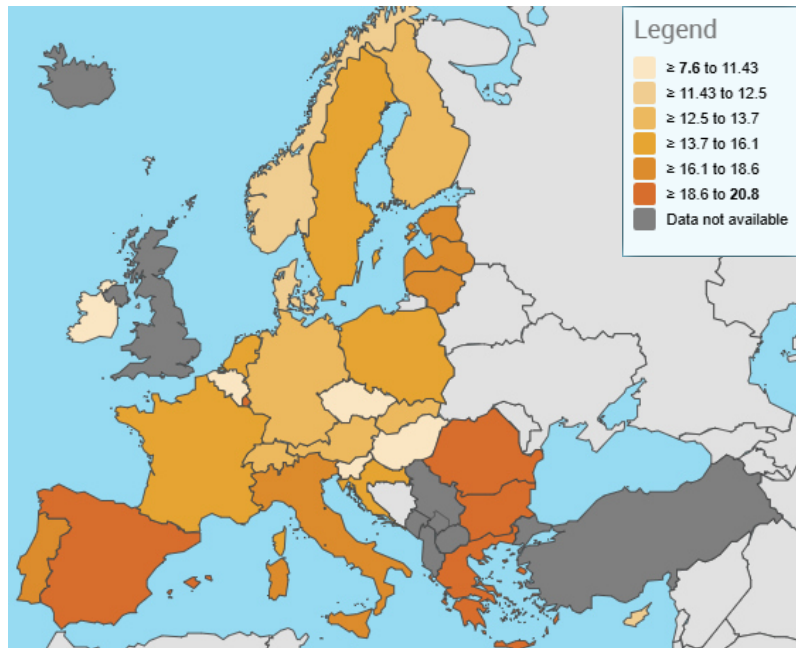 Legend
≥ 7.6 to 11.43
≥ 11.43 to 12.5
≥ 12.5 to 13.7
≥ 13.7 to 16.1
≥ 16.1 to 18.6
≥ 18.6 to 20.8
Data not available